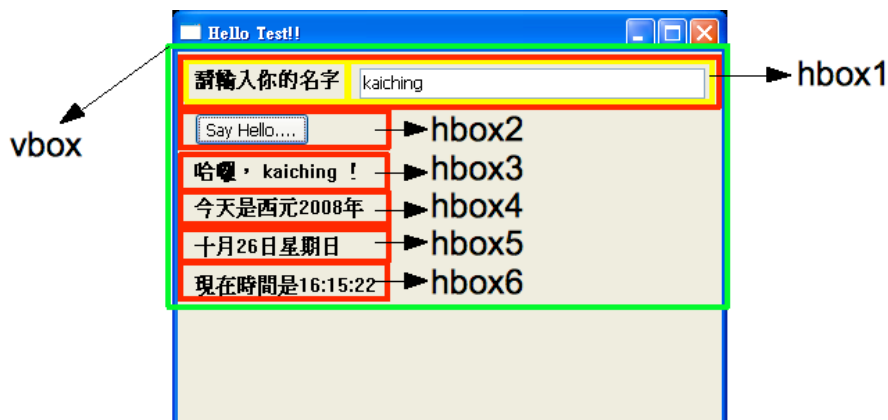 Hello Test!!
請輸入你的名字 kaiching
hbox1
vbox
Say Hello....
hbox2
哈囉， kaiching ！
hbox3
今天是西元2008年
hbox4
十月26日星期日
hbox5
現在時間是16:15:22
hbox6